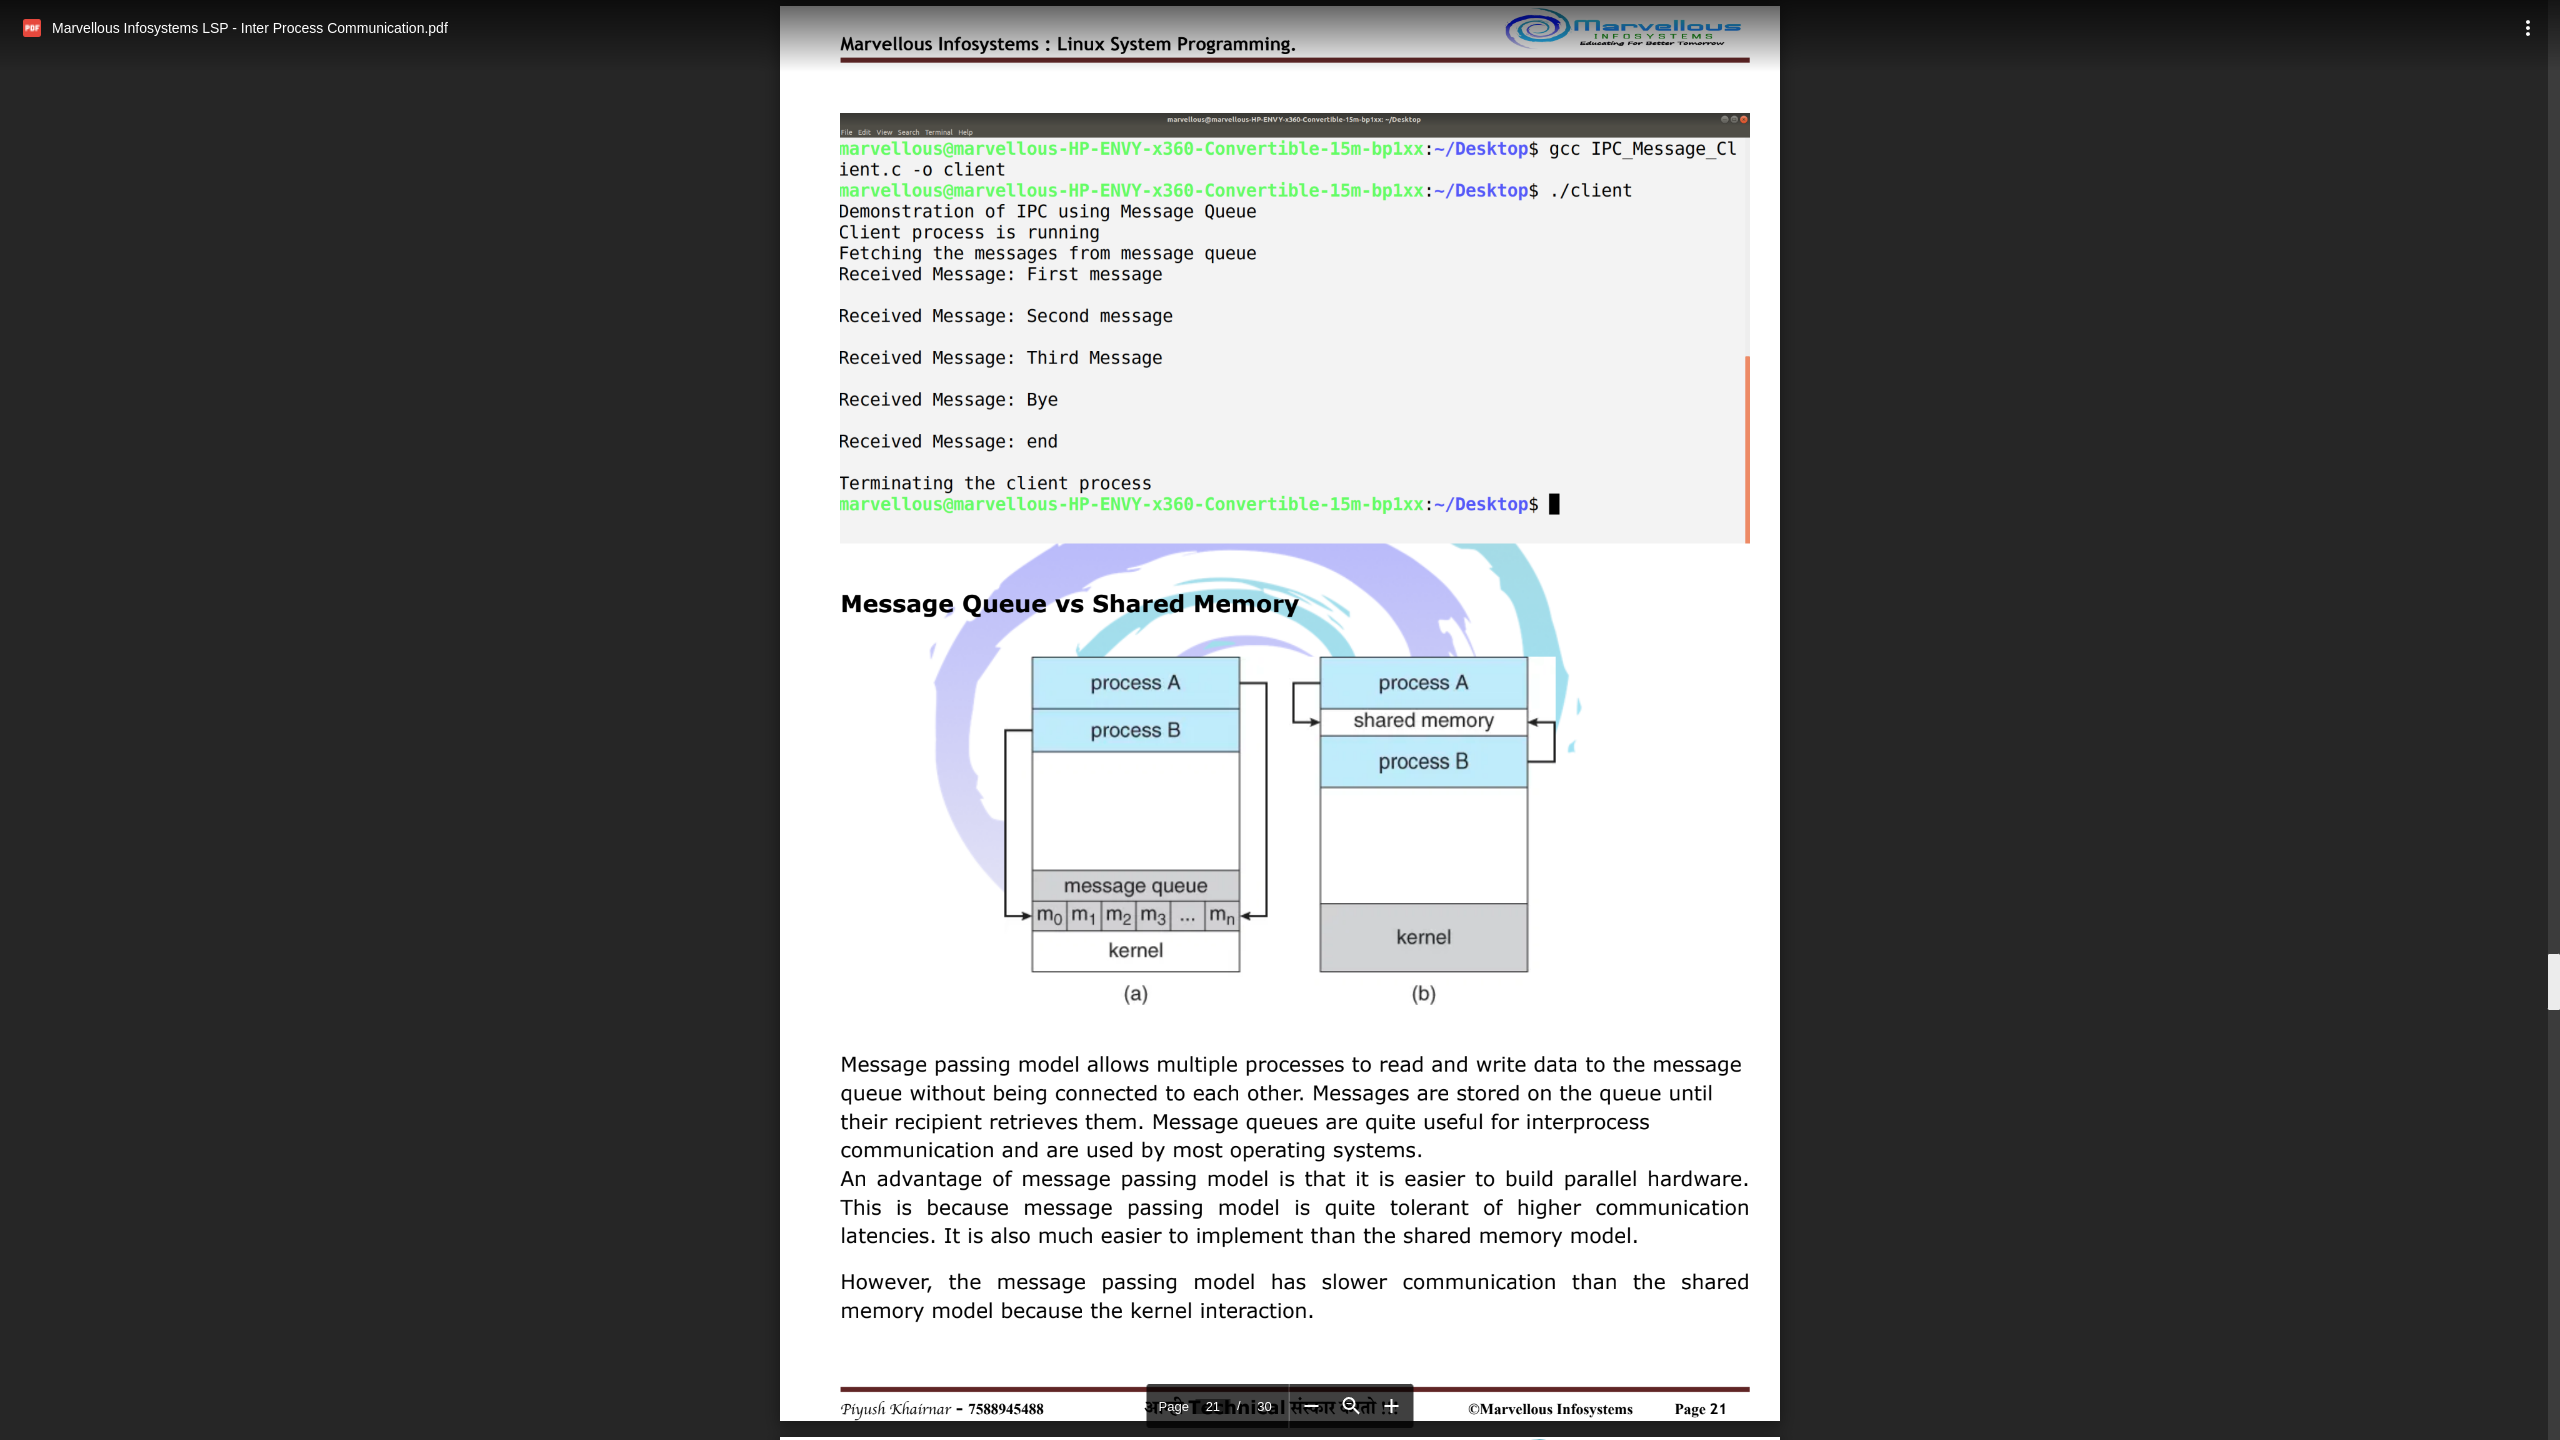 Marvellous Infosystems LSP - Inter Process Communication.pdf
Marvellous Infosystems : Linux System Programming.
Marvellous
INFOSYSTEMS
Educating For Better Tomorrow
marvellous@marvellous-HP-ENVY-x360-Convertible-15m-bp1xx: ~/Desktop
File Edit View Search Terminal Help
marvellous@marvellous-HP-ENVY-x360-Convertible-15m-bp1xx:~/Desktop$ gcc IPC_Message_Cl
ient.c -o client
marvellous@marvellous-HP-ENVY-x360-Convertible-15m-bp1xx:~/Desktop$ ./client
Demonstration of IPC using Message Queue
Client process is running
Fetching the messages from message queue
Received Message: First message
Received Message: Second message
Received Message: Third Message
Received Message: Bye
Received Message: end
Terminating the client process
marvellous@marvellous-HP-ENVY-x360-Convertible-15m-bp1xx:~/Desktop$
Message Queue vs Shared Memory
process A
process B
message queue
m0 m1 m2 m3 ... mn
kernel
(a)
process A
shared memory
process B
kernel
(b)
Message passing model allows multiple processes to read and write data to the message
queue without being connected to each other. Messages are stored on the queue until
their recipient retrieves them. Message queues are quite useful for interprocess
communication and are used by most operating systems.
An advantage of message passing model is that it is easier to build parallel hardware.
This is because message passing model is quite tolerant of higher communication
latencies. It is also much easier to implement than the shared memory model.
However, the message passing model has slower communication than the shared
memory model because the kernel interaction.
Piyush Khairnar - 7588945488
Technical संस्कार
©Marvellous Infosystems
Page 21
Page 21 / 30